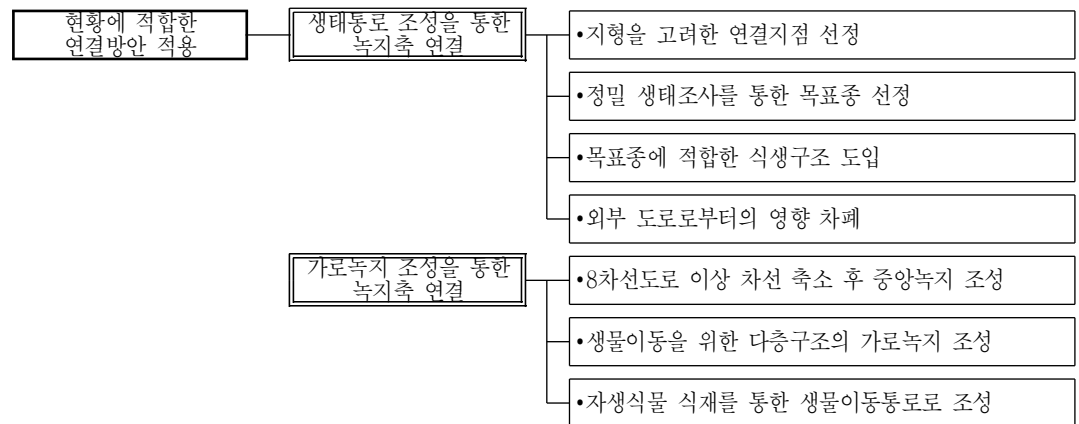 현황에 적합한
연결방안 적용
생태통로 조성을 통한
녹지축 연결
•지형을 고려한 연결지점 선정
•정밀 생태조사를 통한 목표종 선정
•목표종에 적합한 식생구조 도입
•외부 도로로부터의 영향 차폐
가로녹지 조성을 통한
녹지축 연결
•8차선도로 이상 차선 축소 후 중앙녹지 조성
•생물이동을 위한 다층구조의 가로녹지 조성
•자생식물 식재를 통한 생물이동통로로 조성